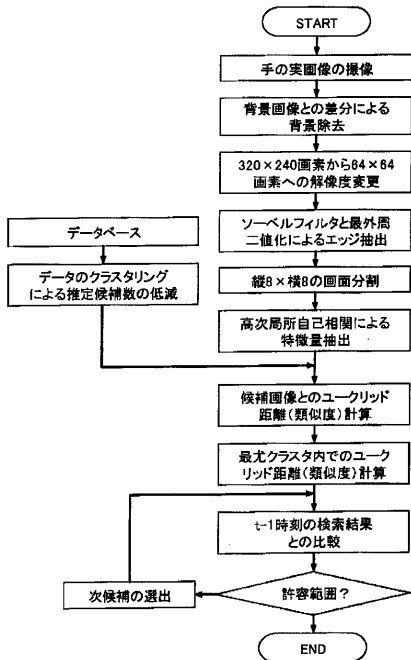 START
手の実画像の撮像
背景画像との差分による
背景除去
320×240画素から64×64
画素への解像度変更
ソーベルフィルタと最外周
二値化によるエッジ抽出
データベース
データのクラスタリング
による推定候補数の低減
縦8×横8の画面分割
高次局所自己相関による
特徴量抽出
候補画像とのユークリッド
距離(類似度)計算
最尤クラスタ内でのユーク
リッド距離(類似度)計算
t-1時刻の検索結果
との比較
許容範囲?
次候補の選出
END